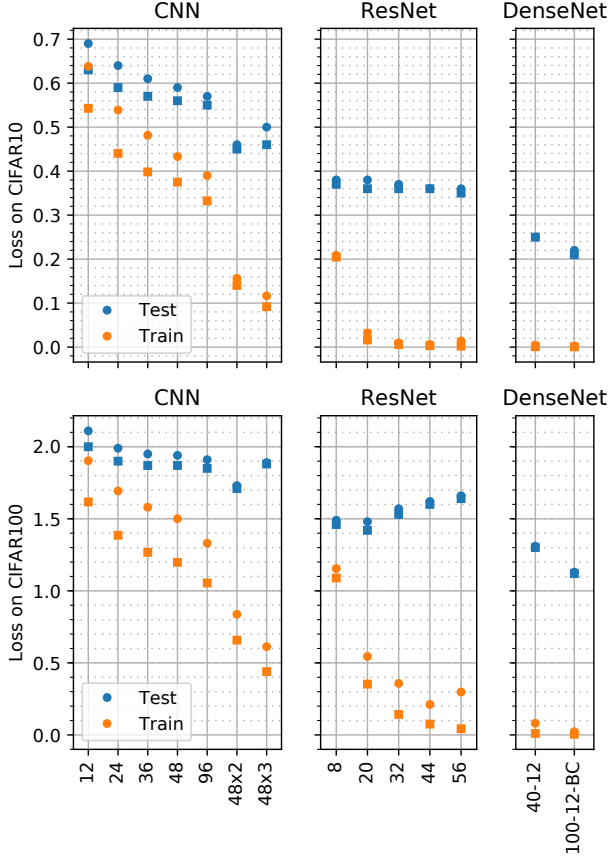 CNN
ResNet
DenseNet
Loss on CIFAR10
0.7
0.6
0.5
0.4
0.3
0.2
0.1
0.0
Test
Train
CNN
ResNet
DenseNet
Loss on CIFAR100
2.0
1.5
1.0
0.5
0.0
Test
Train
12
24
36
48
96
48x2
48x3
8
20
32
44
56
40-12
100-12-BC